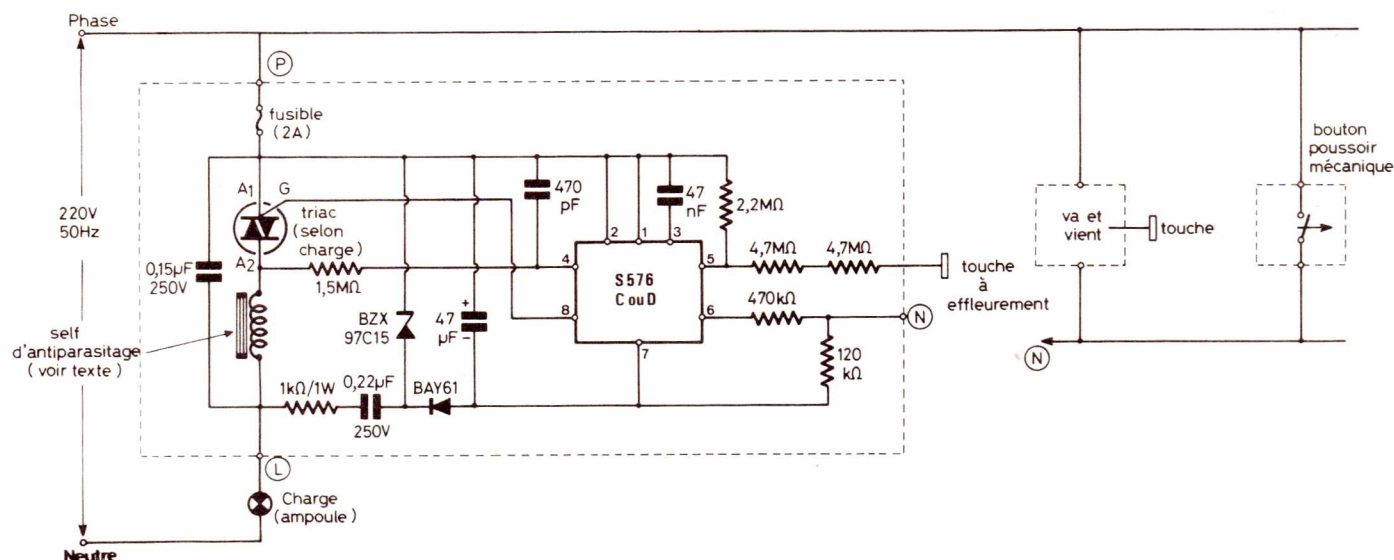 Phase
P
fusible
(2A)
bouton
poussoir
mécanique
A1
G
470
pF
47
nF
2,2MΩ
220V
50Hz
triac
(selon
charge)
2
1
3
va et
vient
touche
4,7MΩ
4,7MΩ
A2
0,15µF
250V
1,5MΩ
4
5
S576
C ou D
touche
à
effleurement
8
6
470kΩ
N
self
d'antiparasitage
(voir texte)
BZX
97C15
+
47
µF
-
7
120
kΩ
N
1kΩ/1W
0,22µF
250V
BAY61
L
Charge
(ampoule)
Neutre